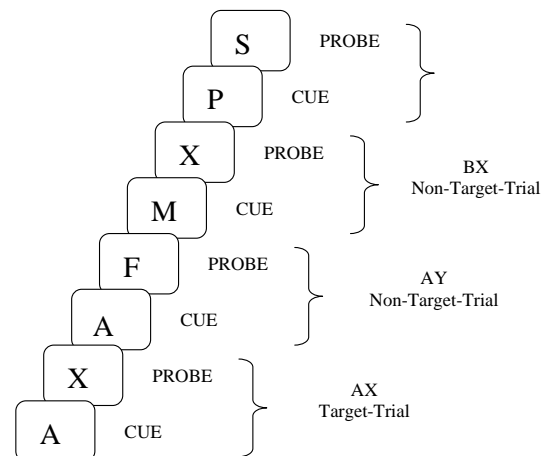 S PROBE
P CUE
X PROBE
BX
Non-Target-Trial
M CUE
F PROBE
AY
Non-Target-Trial
A CUE
X PROBE
AX
Target-Trial
A CUE